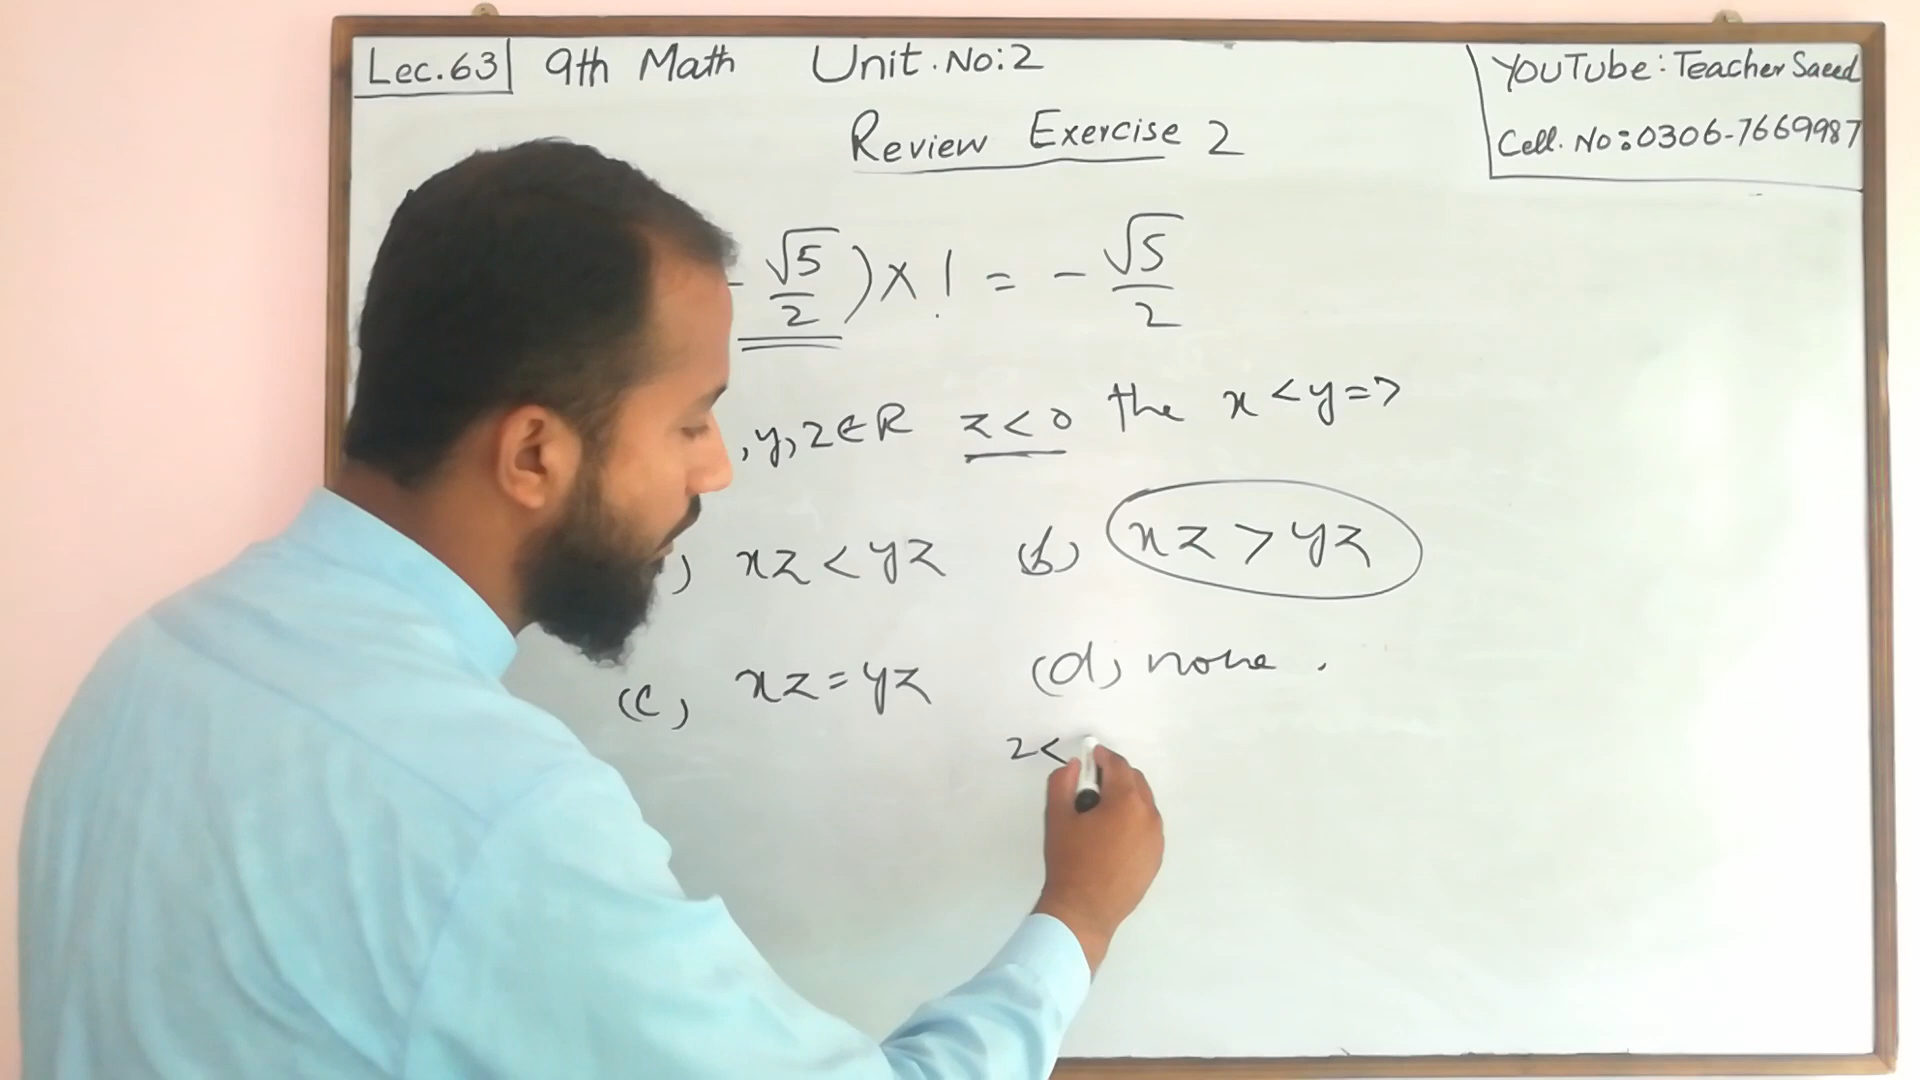 Lec.63 9th Math Unit.No:2
YouTube: Teacher Saeed
Cell. No: 0306-7669987
Review Exercise 2
- √5/2 ) × 1 = - √5/2
, y, z ∈ R z < 0 the x < y =>
) xz < yz (b) xz > yz
(c) xz = yz (d) none .
2 <